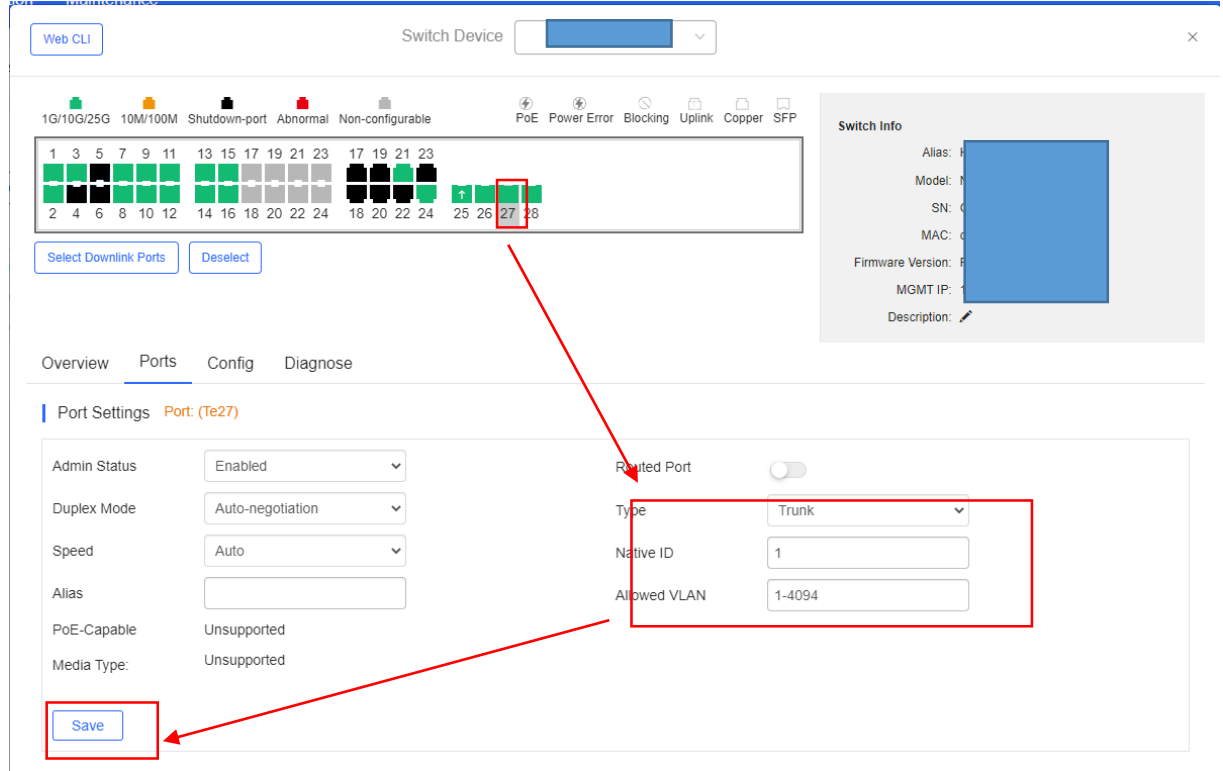 Maintenance
Web CLI
Switch Device
1G/10G/25G 10M/100M Shutdown-port Abnormal Non-configurable
PoE Power Error Blocking Uplink Copper SFP
1 3 5 7 9 11 13 15 17 19 21 23 17 19 21 23
2 4 6 8 10 12 14 16 18 20 22 24 18 20 22 24 25 26 27 28
Select Downlink Ports
Deselect
Switch Info
Alias:
Model:
SN:
MAC:
Firmware Version:
MGMT IP:
Description:
Overview Ports Config Diagnose
Port Settings Port: (Te27)
Admin Status Enabled
Duplex Mode Auto-negotiation
Speed Auto
Alias
PoE-Capable Unsupported
Media Type: Unsupported
Routed Port
Type Trunk
Native ID 1
Allowed VLAN 1-4094
Save